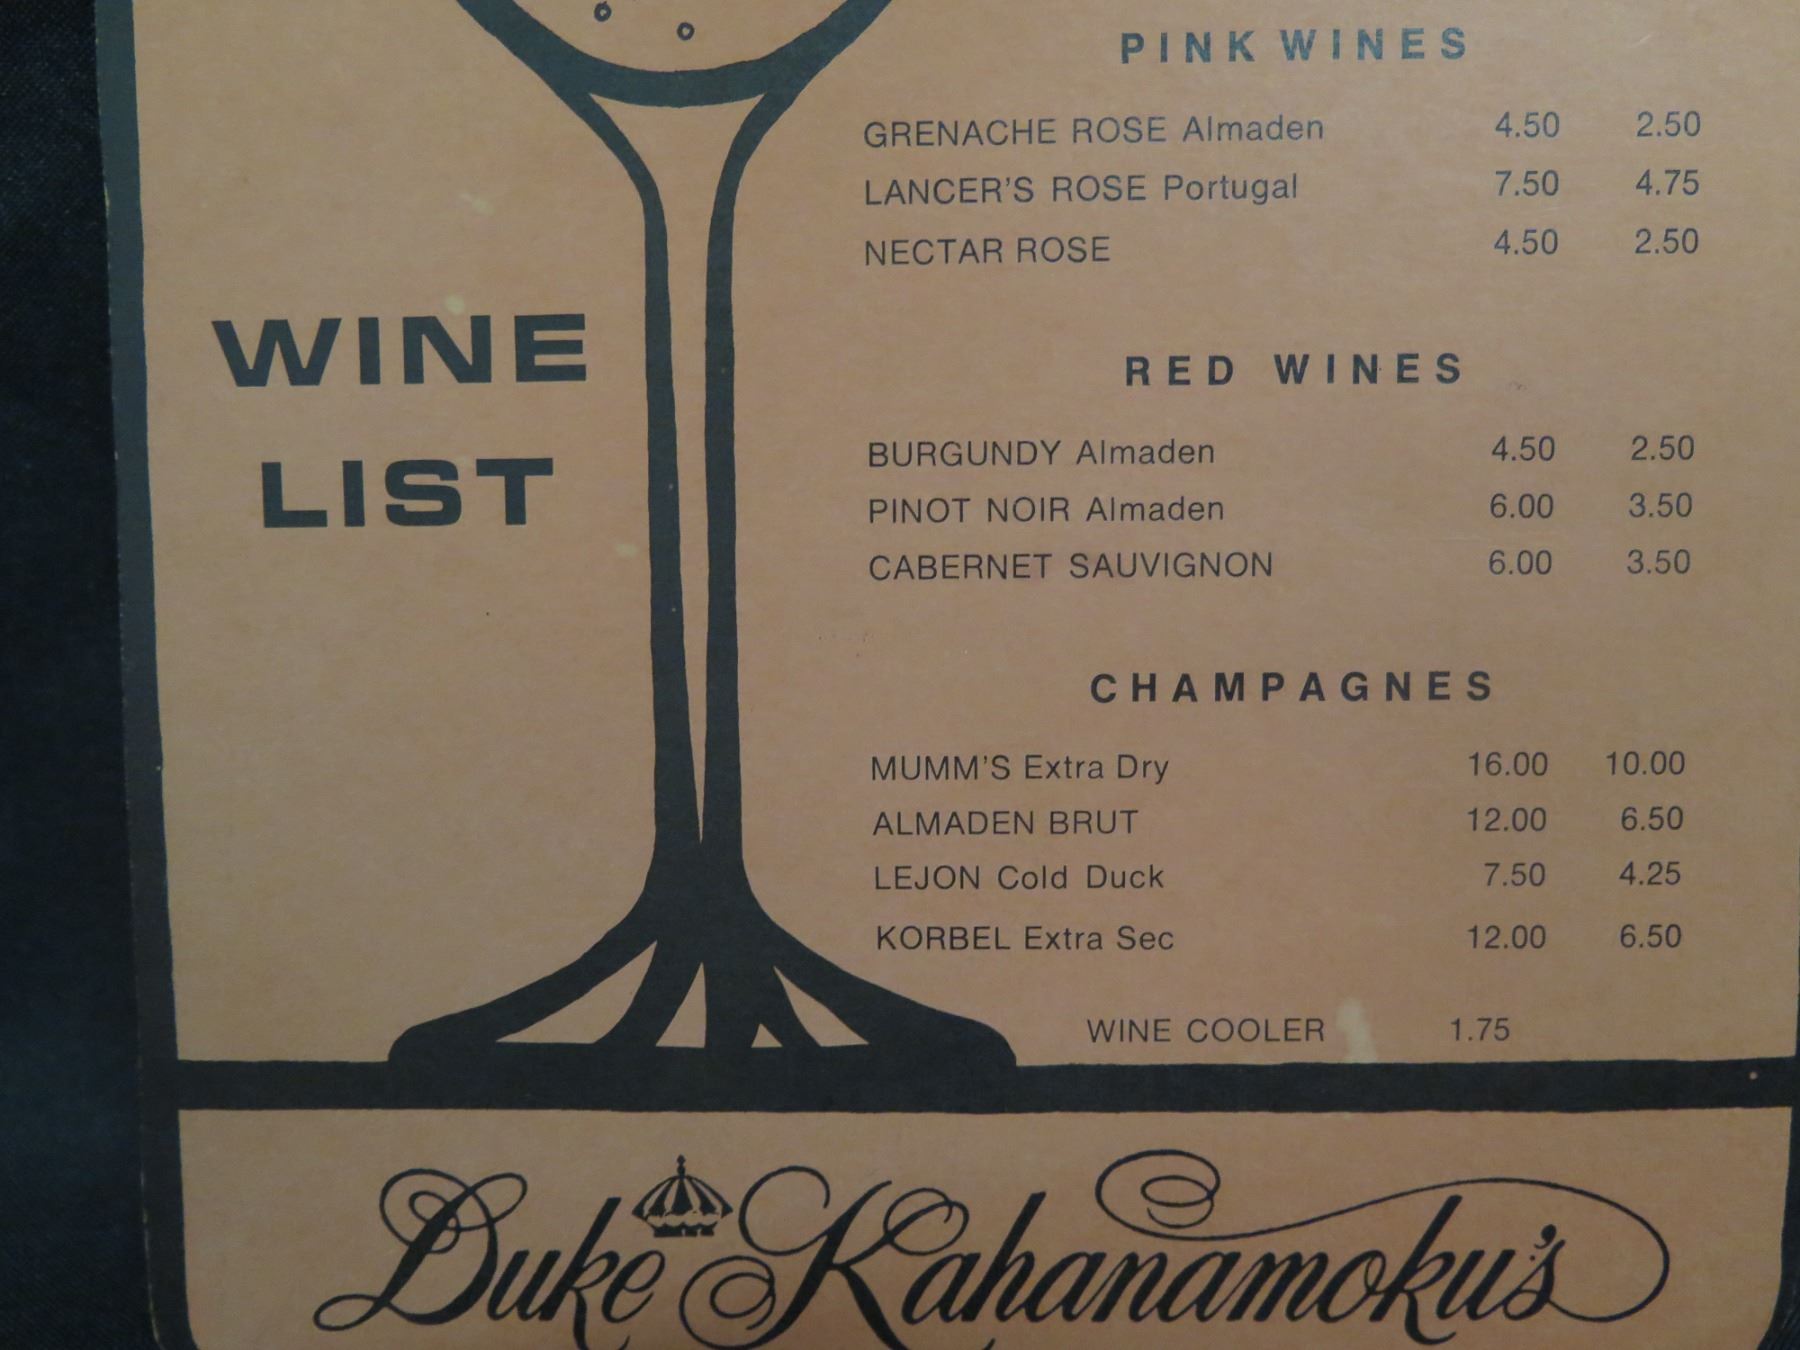 PINK WINES
GRENACHE ROSE Almaden 4.50 2.50
LANCER'S ROSE Portugal 7.50 4.75
NECTAR ROSE 4.50 2.50
WINE
LIST
RED WINES
BURGUNDY Almaden 4.50 2.50
PINOT NOIR Almaden 6.00 3.50
CABERNET SAUVIGNON 6.00 3.50
CHAMPAGNES
MUMM'S Extra Dry 16.00 10.00
ALMADEN BRUT 12.00 6.50
LEJON Cold Duck 7.50 4.25
KORBEL Extra Sec 12.00 6.50
WINE COOLER 1.75
Duke Kahanamoku's